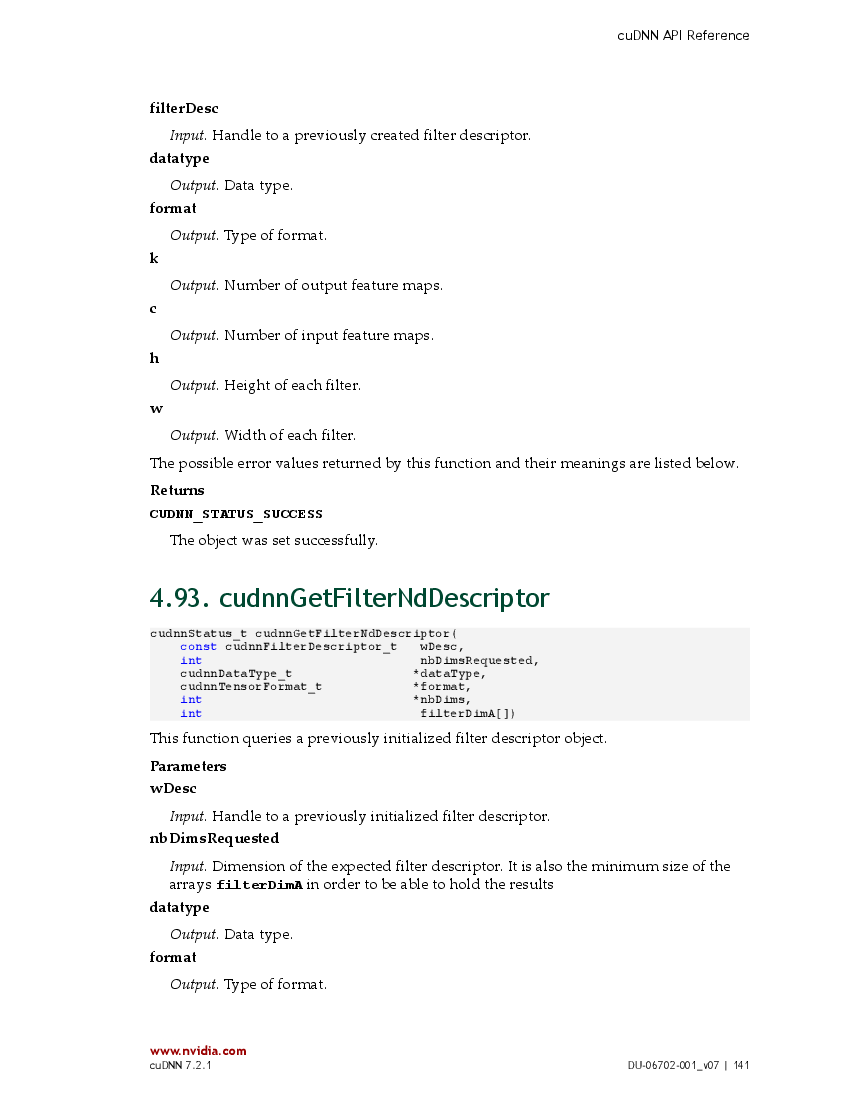 cuDNN API Reference
filterDesc
Input. Handle to a previously created filter descriptor.
datatype
Output. Data type.
format
Output. Type of format.
k
Output. Number of output feature maps.
c
Output. Number of input feature maps.
h
Output. Height of each filter.
w
Output. Width of each filter.
The possible error values returned by this function and their meanings are listed below.
Returns
CUDNN_STATUS_SUCCESS
The object was set successfully.
4.93. cudnnGetFilterNdDescriptor
cudnnStatus_t cudnnGetFilterNdDescriptor(
const cudnnFilterDescriptor_t wDesc,
int nbDimsRequested,
cudnnDataType_t *dataType,
cudnnTensorFormat_t *format,
int *nbDims,
int filterDimA[])
This function queries a previously initialized filter descriptor object.
Parameters
wDesc
Input. Handle to a previously initialized filter descriptor.
nbDimsRequested
Input. Dimension of the expected filter descriptor. It is also the minimum size of the
arrays filterDimA in order to be able to hold the results
datatype
Output. Data type.
format
Output. Type of format.
www.nvidia.com
cuDNN 7.2.1 DU-06702-001_v07 | 141